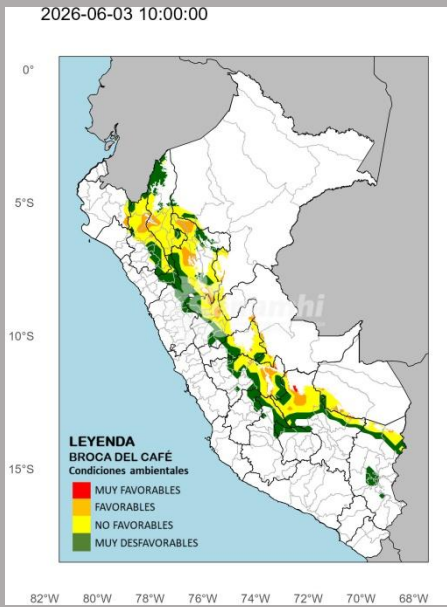 2026-06-03 10:00:00
0°
5°S
10°S
15°S
LEYENDA
BROCA DEL CAFÉ
Condiciones ambientales
MUY FAVORABLES
FAVORABLES
NO FAVORABLES
MUY DESFAVORABLES
82°W 80°W 78°W 76°W 74°W 72°W 70°W 68°W